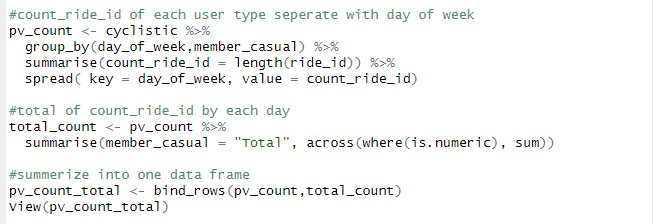 #count_ride_id of each user type seperate with day of week
pv_count <- cyclistic %>%
  group_by(day_of_week,member_casual) %>%
  summarise(count_ride_id = length(ride_id)) %>%
  spread( key = day_of_week, value = count_ride_id)

#total of count_ride_id by each day
total_count <- pv_count %>%
  summarise(member_casual = "Total", across(where(is.numeric), sum))

#summerize into one data frame
pv_count_total <- bind_rows(pv_count,total_count)
View(pv_count_total)